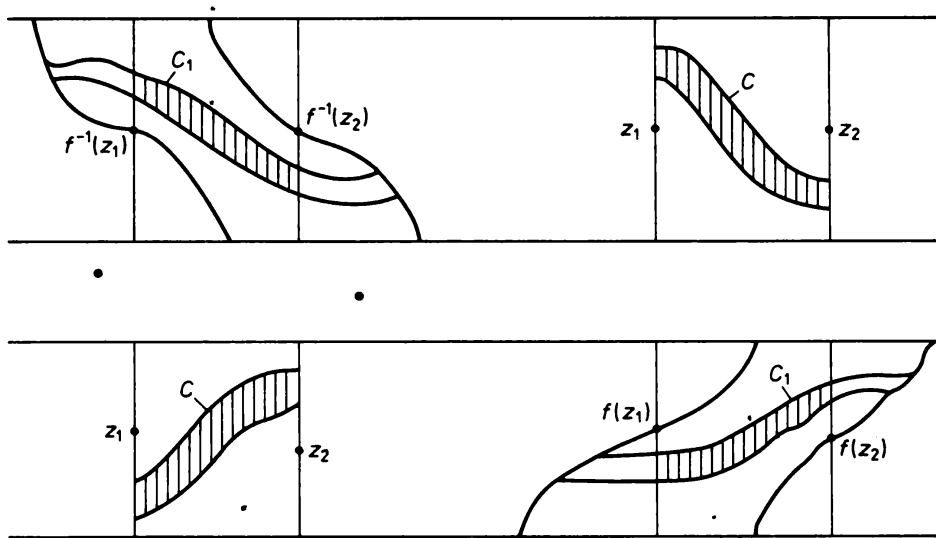 C₁
f⁻¹(z₂)
C
f⁻¹(z₁)
z₁
z₂
C
C₁
z₁
f(z₁)
z₂
f(z₂)